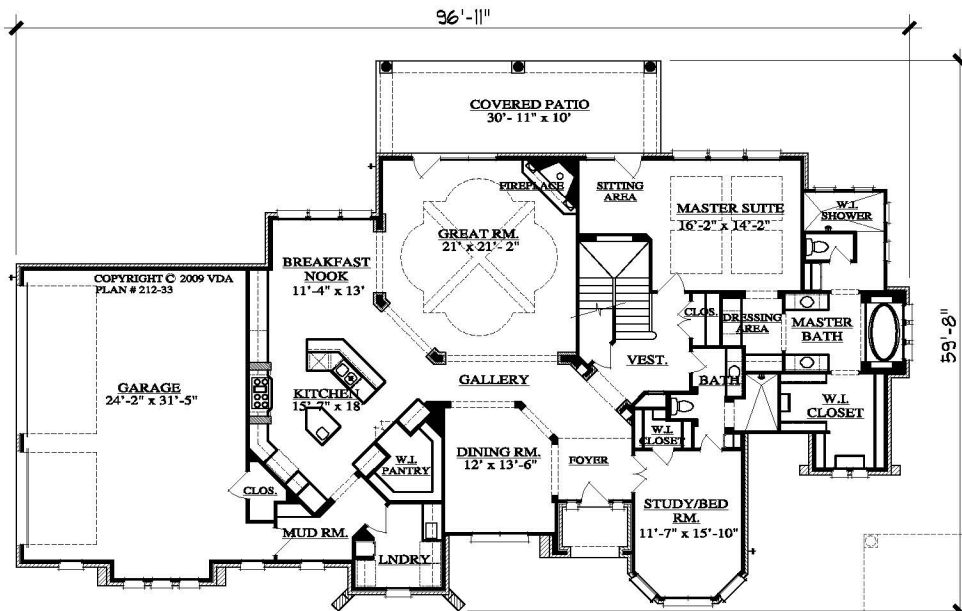 96'-11"
COVERED PATIO
30'- 11" x 10'
FIREPLACE
SITTING
AREA
MASTER SUITE
16'-2" x 14'-2"
W.I.
SHOWER
GREAT RM.
21' x 21'- 2"
BREAKFAST
NOOK
11'-4" x 13'
COPYRIGHT © 2009 VDA
PLAN # 212-33
CLOS.
DRESSING
AREA
MASTER
BATH
59'-8"
VEST.
BATH
GALLERY
GARAGE
24'-2" x 31'-5"
KITCHEN
15'-7" x 18'
W.I.
CLOSET
W.I.
CLOSET
DINING RM.
12' x 13'-6"
FOYER
W.I.
PANTRY
CLOS.
STUDY/BED
RM.
11'-7" x 15'-10"
MUD RM.
LNDRY